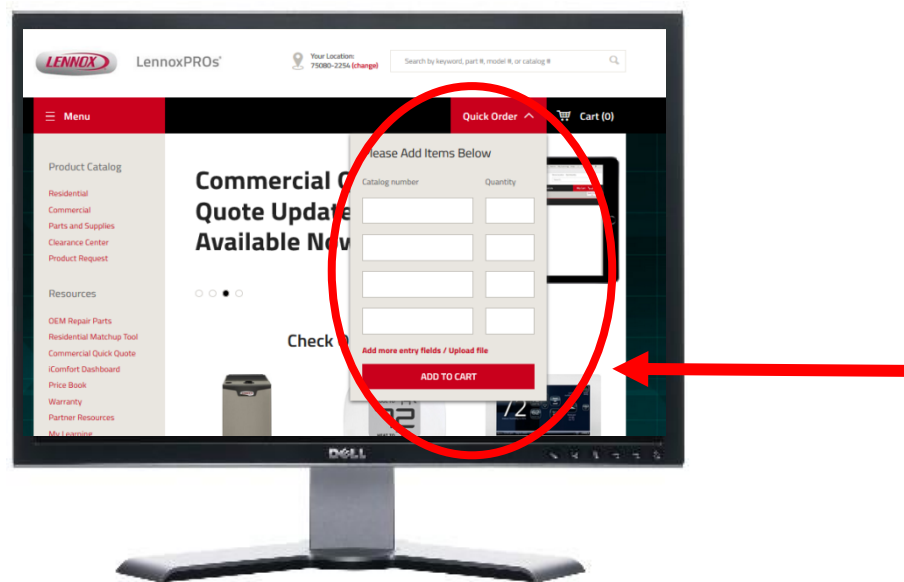 LENNOX
LennoxPROs'
Your Location:
75080-2254 (change)
Search by keyword, part #, model #, or catalog #
Menu
Quick Order
Cart (0)
Product Catalog
Residential
Commercial
Parts and Supplies
Clearance Center
Product Request
Resources
OEM Repair Parts
Residential Matchup Tool
Commercial Quick Quote
iComfort Dashboard
Price Book
Warranty
Partner Resources
My Learning
Commercial
Quote Update
Available Now
Check O
Please Add Items Below
Catalog number
Quantity
Add more entry fields / Upload file
ADD TO CART
72
DELL